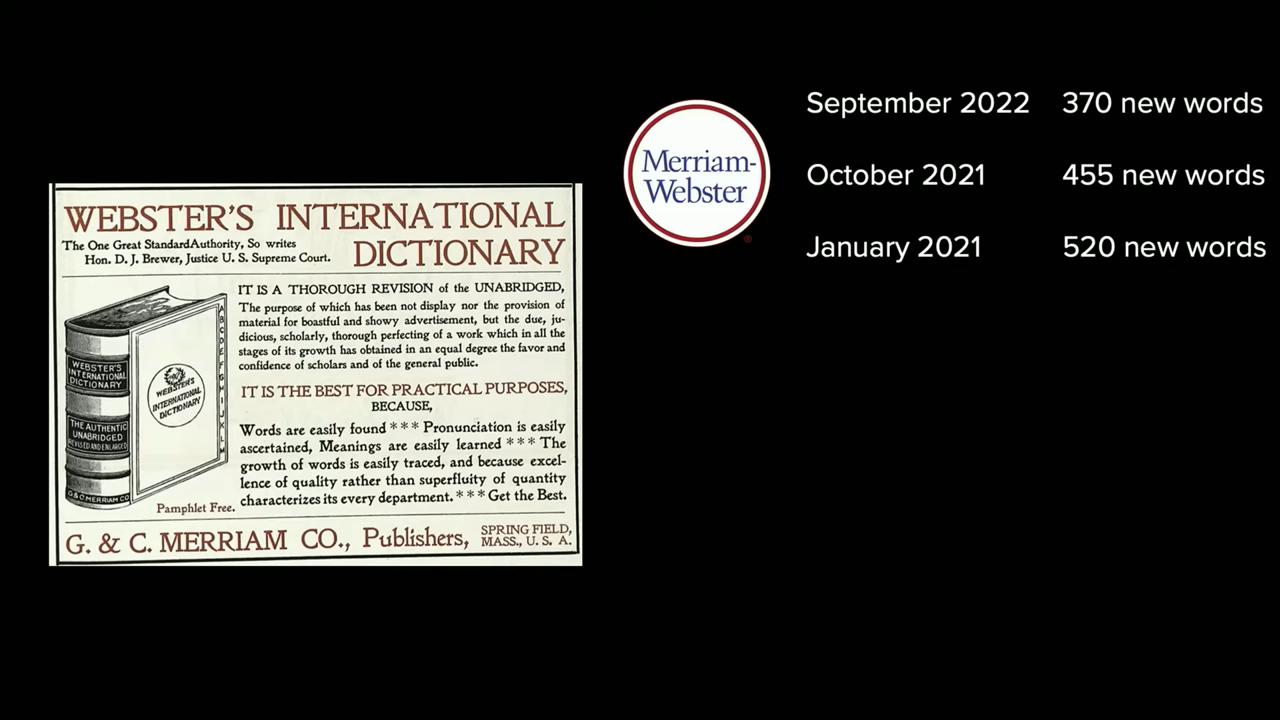 WEBSTER'S INTERNATIONAL
DICTIONARY
The One Great StandardAuthority, So writes
Hon. D. J. Brewer, Justice U. S. Supreme Court.
IT IS A THOROUGH REVISION of the UNABRIDGED,
The purpose of which has been not display nor the provision of
material for boastful and showy advertisement, but the due, ju-
dicious, scholarly, thorough perfecting of a work which in all the
stages of its growth has obtained in an equal degree the favor and
confidence of scholars and of the general public.
IT IS THE BEST FOR PRACTICAL PURPOSES,
BECAUSE,
Words are easily found * * * Pronunciation is easily
ascertained, Meanings are easily learned * * * The
growth of words is easily traced, and because excel-
lence of quality rather than superfluity of quantity
characterizes its every department. * * * Get the Best.
WEBSTER'S
INTERNATIONAL
DICTIONARY
THE AUTHENTIC
UNABRIDGED
REVISED AND ENLARGED
G.& C.MERRIAM CO.
WEBSTER'S
INTERNATIONAL
DICTIONARY
A
B
C
D
E
F
G
H
I
J
K
L
M
Pamphlet Free.
G. & C. MERRIAM CO., Publishers,
SPRING FIELD,
MASS., U. S. A.
Merriam-
Webster
®
September 2022 370 new words
October 2021 455 new words
January 2021 520 new words